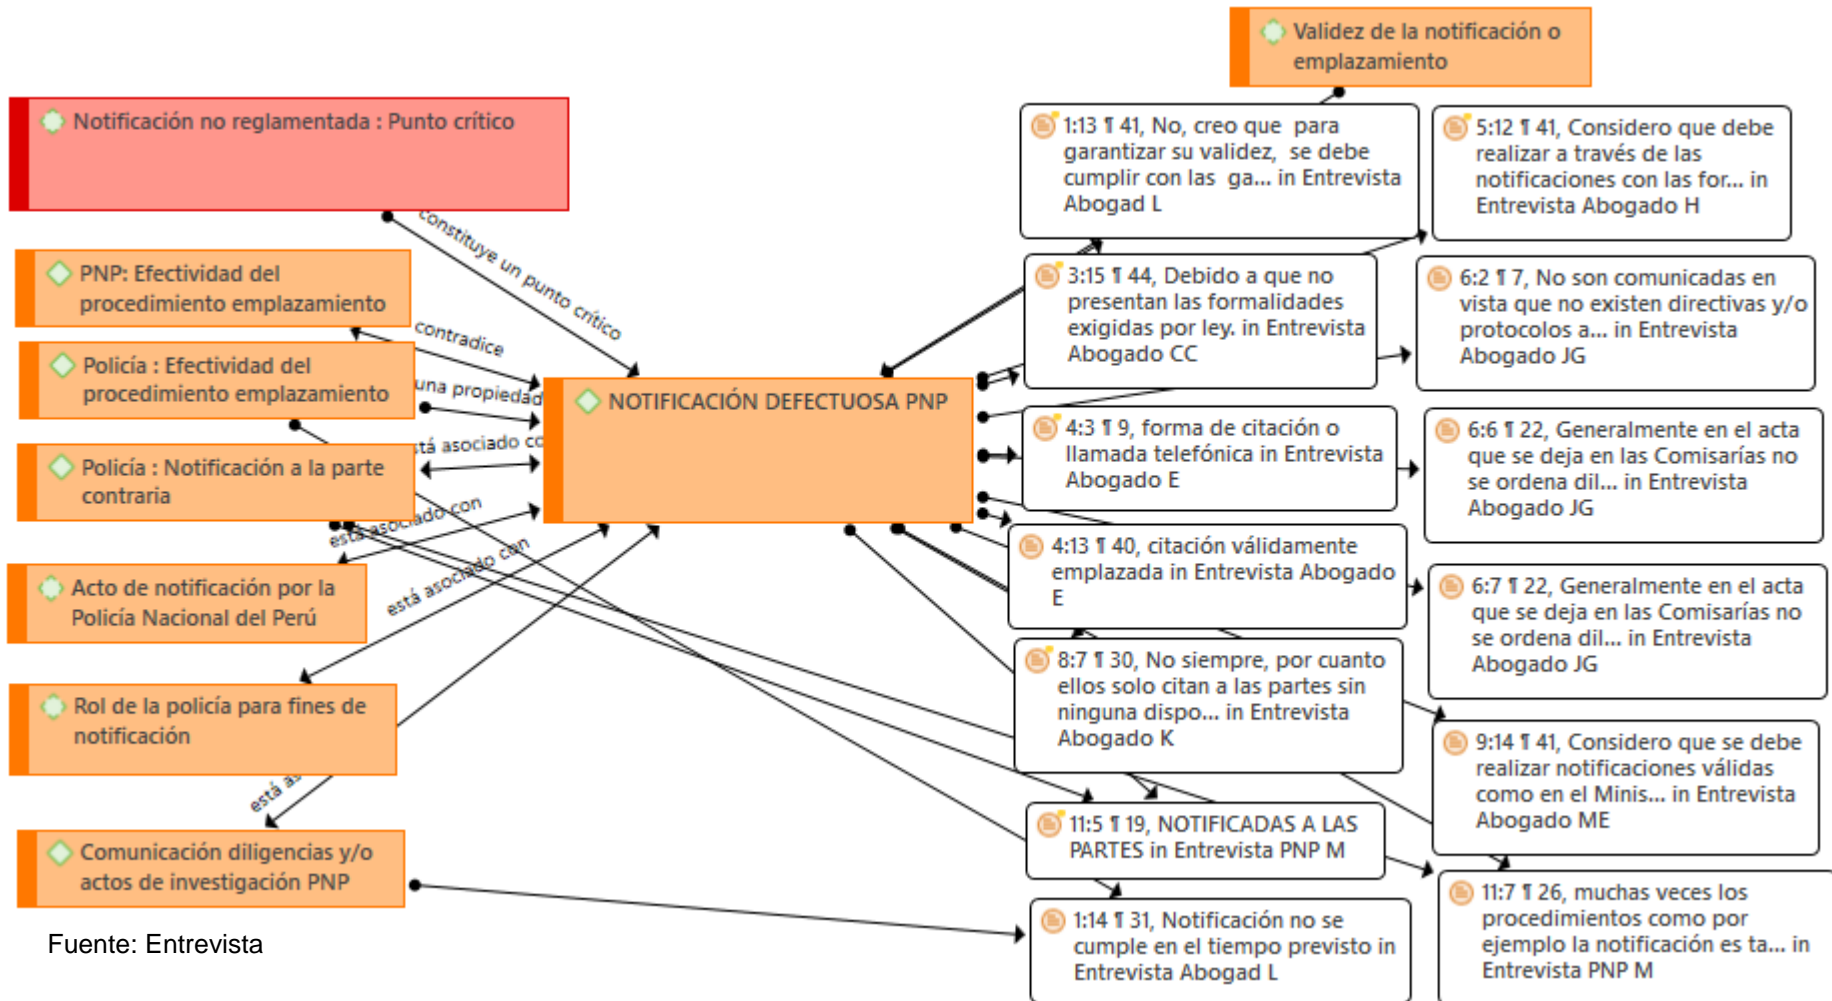 Validez de la notificación o
emplazamiento
Notificación no reglamentada : Punto crítico
PNP: Efectividad del
procedimiento emplazamiento
Policía : Efectividad del
procedimiento emplazamiento
Policía : Notificación a la parte
contraria
Acto de notificación por la
Policía Nacional del Perú
Rol de la policía para fines de
notificación
Comunicación diligencias y/o
actos de investigación PNP
Fuente: Entrevista
constituye un punto crítico
contradice
una propiedad
está asociado con
está asociado con
está
NOTIFICACIÓN DEFECTUOSA PNP
1:13 ¶ 41, No, creo que para
garantizar su validez, se debe
cumplir con las ga... in Entrevista
Abogad L
3:15 ¶ 44, Debido a que no
presentan las formalidades
exigidas por ley. in Entrevista
Abogado CC
4:3 ¶ 9, forma de citación o
llamada telefónica in Entrevista
Abogado E
4:13 ¶ 40, citación válidamente
emplazada in Entrevista Abogado
E
8:7 ¶ 30, No siempre, por cuanto
ellos solo citan a las partes sin
ninguna dispo... in Entrevista
Abogado K
11:5 ¶ 19, NOTIFICADAS A LAS
PARTES in Entrevista PNP M
1:14 ¶ 31, Notificación no se
cumple en el tiempo previsto in
Entrevista Abogad L
5:12 ¶ 41, Considero que debe
realizar a través de las
notificaciones con las for... in
Entrevista Abogado H
6:2 ¶ 7, No son comunicadas en
vista que no existen directivas y/o
protocolos a... in Entrevista
Abogado JG
6:6 ¶ 22, Generalmente en el acta
que se deja en las Comisarías no
se ordena dil... in Entrevista
Abogado JG
6:7 ¶ 22, Generalmente en el acta
que se deja en las Comisarías no
se ordena dil... in Entrevista
Abogado JG
9:14 ¶ 41, Considero que se debe
realizar notificaciones válidas
como en el Minis... in Entrevista
Abogado ME
11:7 ¶ 26, muchas veces los
procedimientos como por
ejemplo la notificación es ta... in
Entrevista PNP M